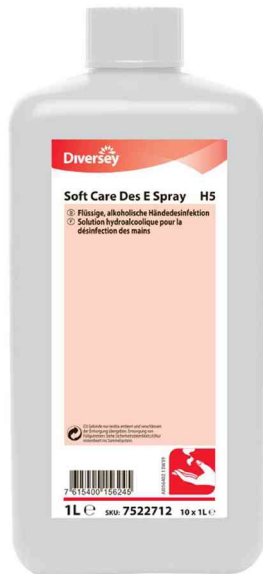 Diversey
Soft Care Des E Spray H5
D Flüssige, alkoholische Händedesinfektion
F Solution hydroalcoolique pour la
désinfection des mains
7 615400 156245
1L e SKU: 7522712 10 x 1L e